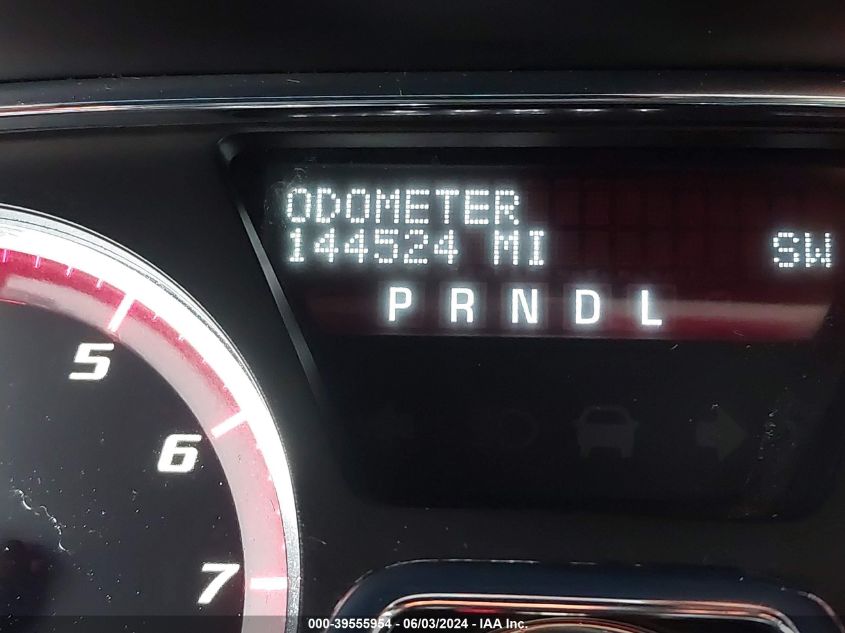 ODOMETER
144524 MI SW
P R N D L
5
6
7
000-39555954 - 06/03/2024 - IAA Inc.